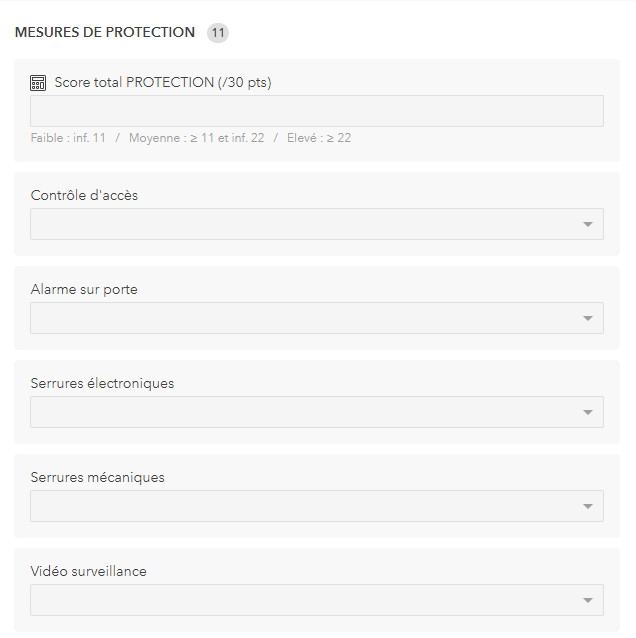 MESURES DE PROTECTION 11
Score total PROTECTION (/30 pts)
Faible : inf. 11 / Moyenne : ≥ 11 et inf. 22 / Elevé : ≥ 22
Contrôle d'accès
Alarme sur porte
Serrures électroniques
Serrures mécaniques
Vidéo surveillance